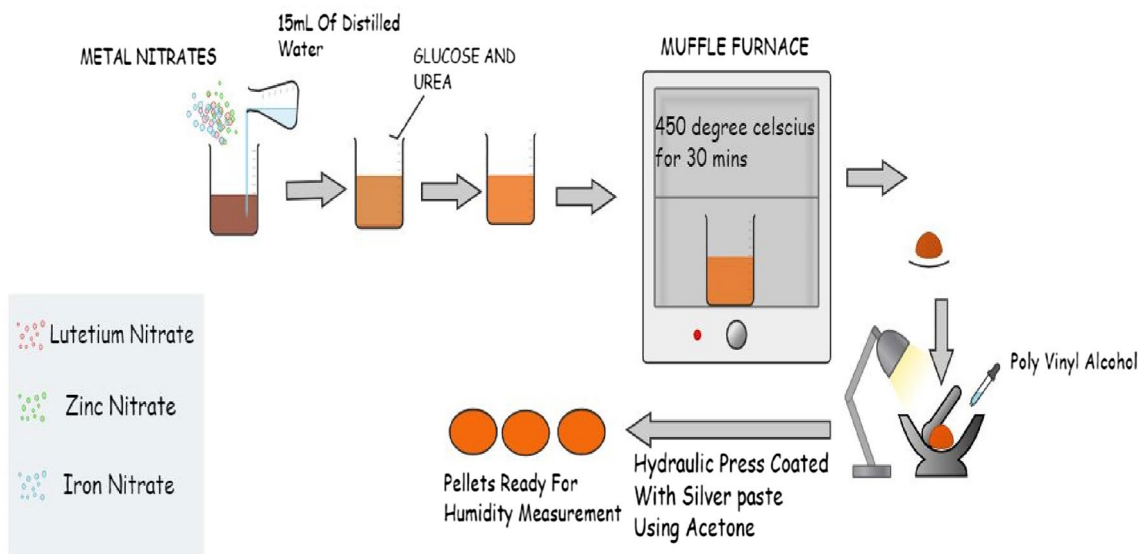 METAL NITRATES
15mL Of Distilled
Water
GLUCOSE AND
UREA
MUFFLE FURNACE
450 degree celscius
for 30 mins
Lutetium Nitrate
Zinc Nitrate
Iron Nitrate
Poly Vinyl Alcohol
Hydraulic Press Coated
With Silver paste
Using Acetone
Pellets Ready For
Humidity Measurement